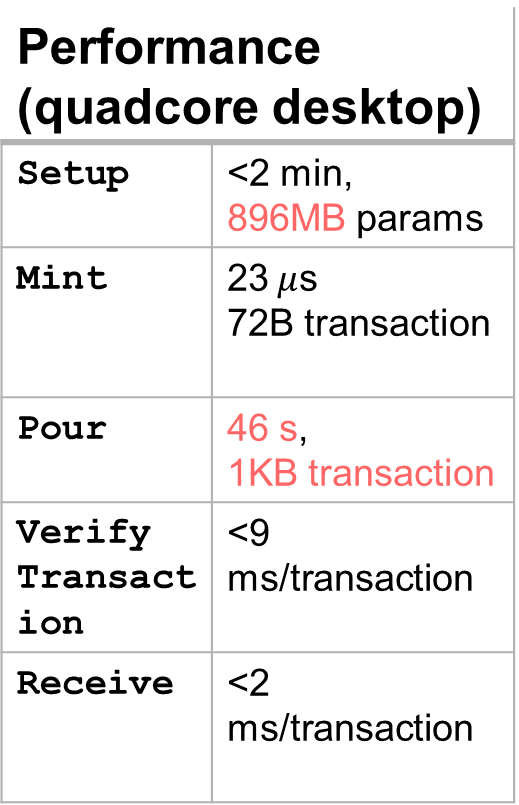 Performance
(quadcore desktop)
Setup
<2 min,
896MB params
Mint
23 μs
72B transaction
Pour
46 s,
1KB transaction
Verify
Transact
ion
<9
ms/transaction
Receive
<2
ms/transaction